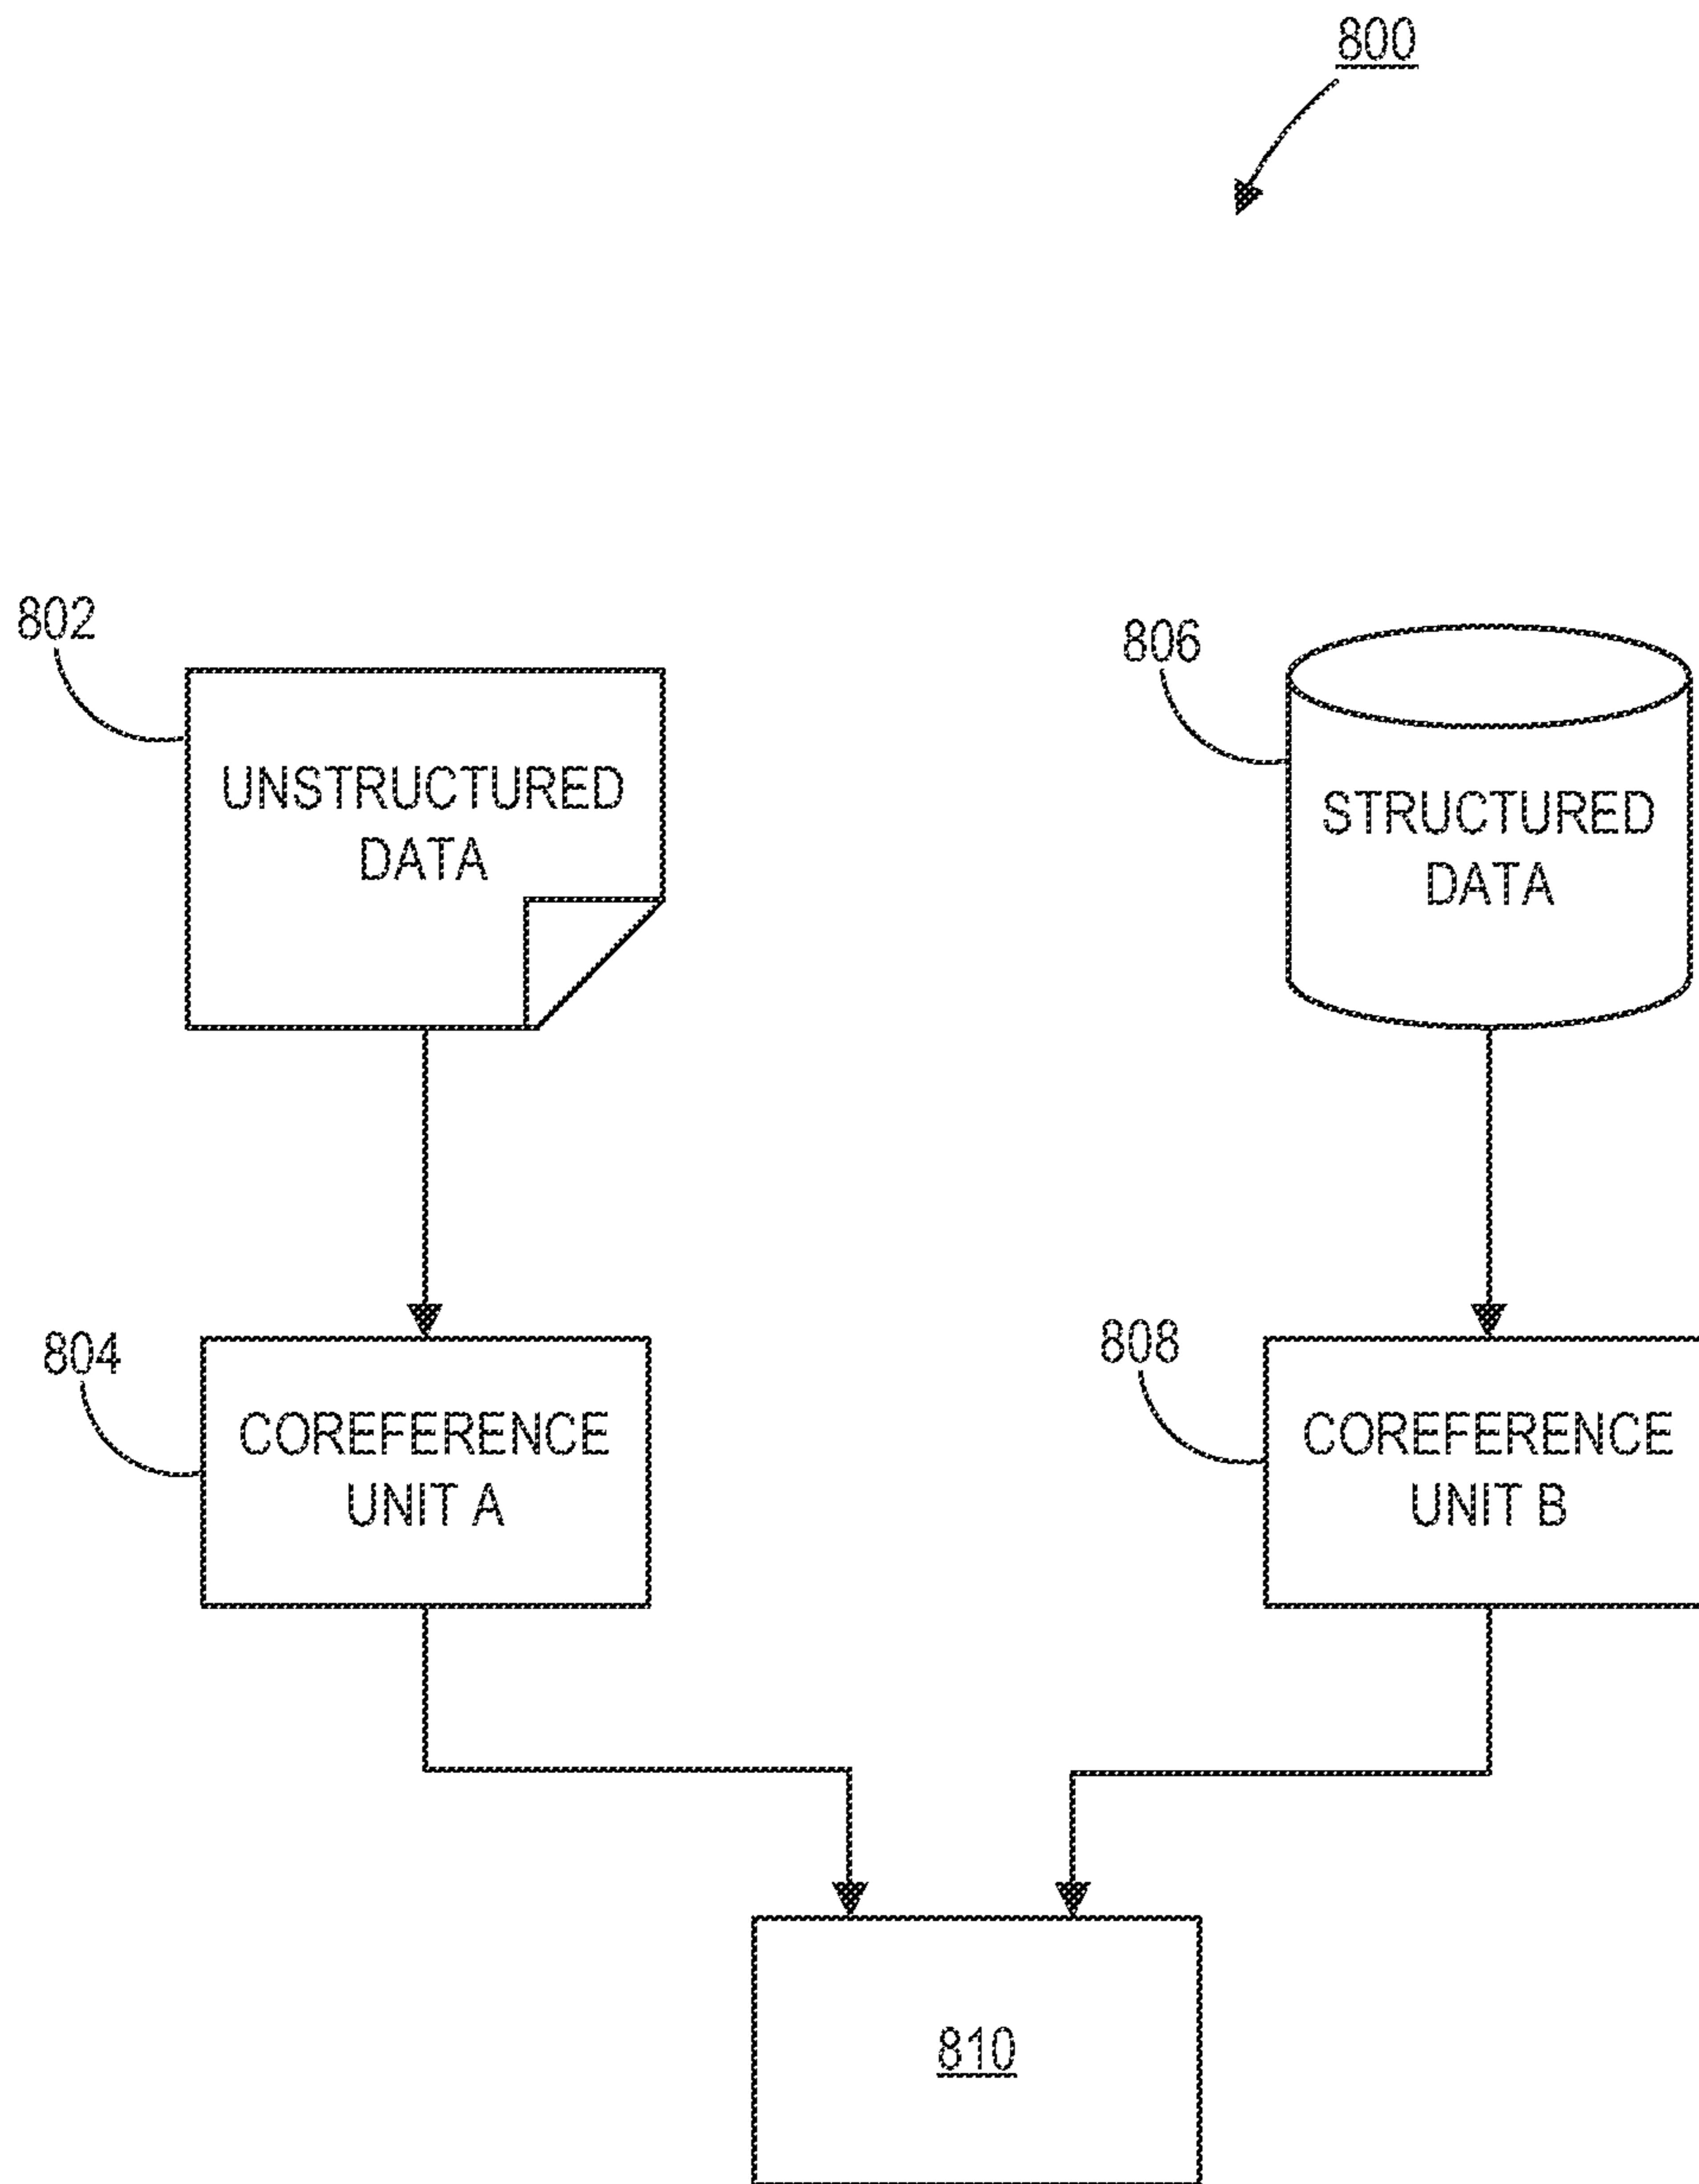 800
802
UNSTRUCTURED
DATA
806
STRUCTURED
DATA
804
COREFERENCE
UNIT A
808
COREFERENCE
UNIT B
810